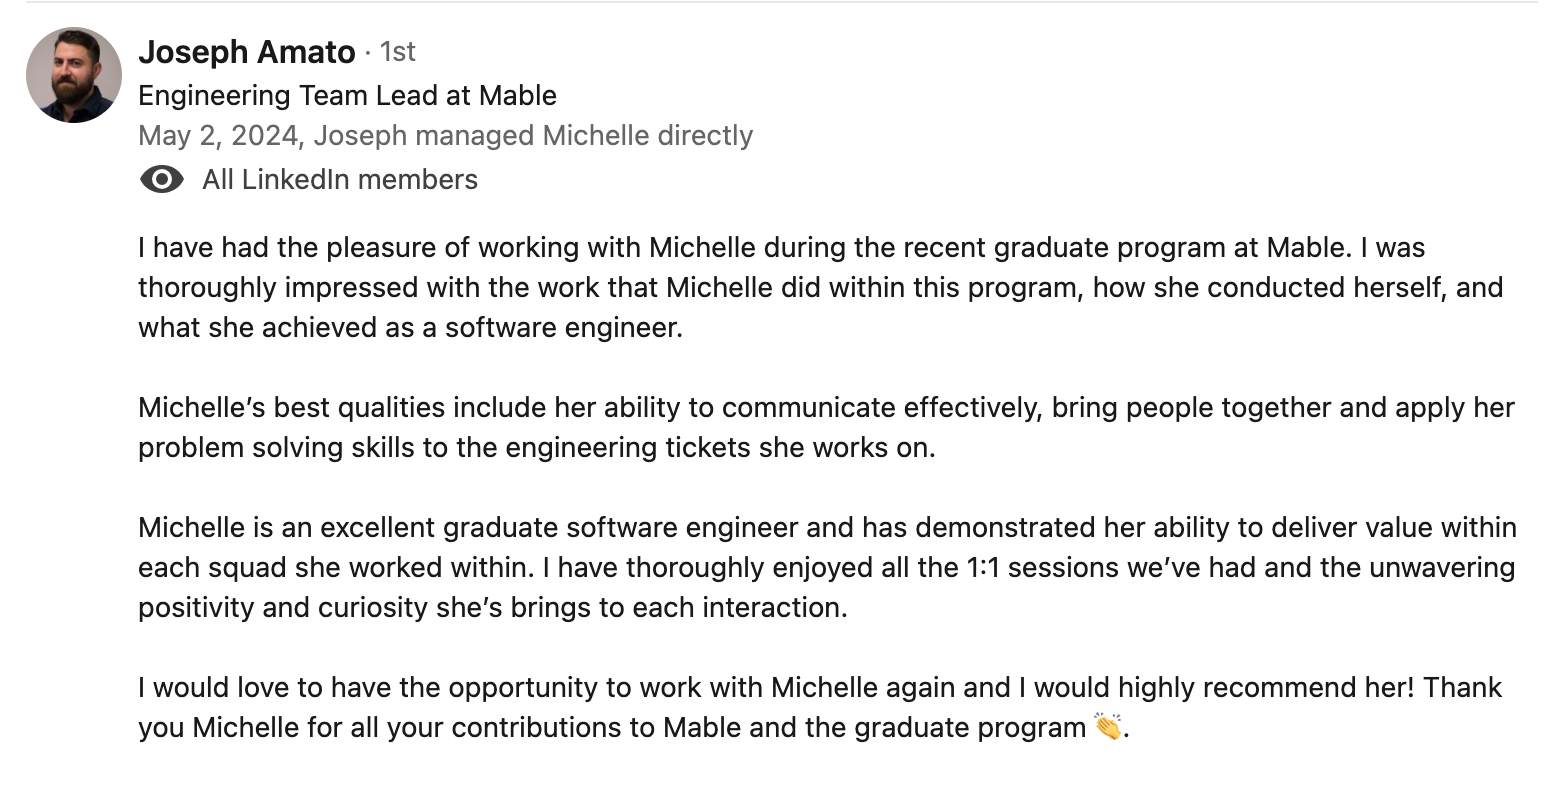 Joseph Amato · 1st
Engineering Team Lead at Mable
May 2, 2024, Joseph managed Michelle directly
All LinkedIn members
I have had the pleasure of working with Michelle during the recent graduate program at Mable. I was
thoroughly impressed with the work that Michelle did within this program, how she conducted herself, and
what she achieved as a software engineer.
Michelle’s best qualities include her ability to communicate effectively, bring people together and apply her
problem solving skills to the engineering tickets she works on.
Michelle is an excellent graduate software engineer and has demonstrated her ability to deliver value within
each squad she worked within. I have thoroughly enjoyed all the 1:1 sessions we’ve had and the unwavering
positivity and curiosity she’s brings to each interaction.
I would love to have the opportunity to work with Michelle again and I would highly recommend her! Thank
you Michelle for all your contributions to Mable and the graduate program 👏.